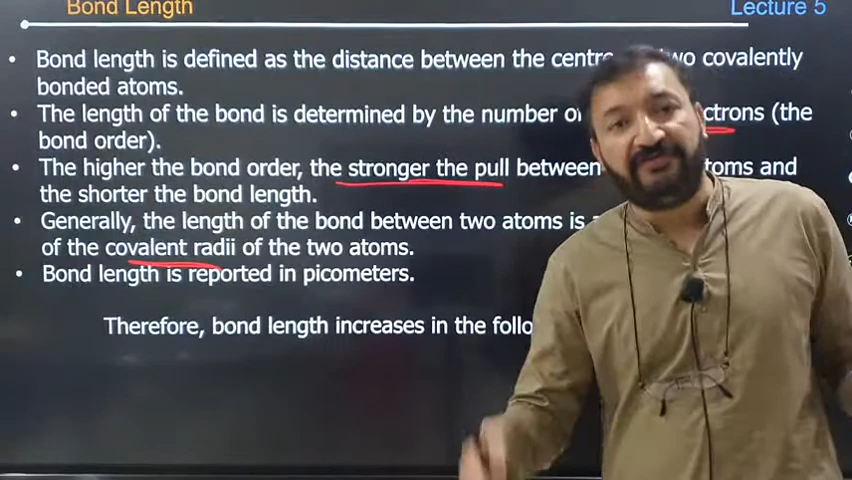 Bond Length
Lecture 5
• Bond length is defined as the distance between the centre two covalently
bonded atoms.
• The length of the bond is determined by the number o ctrons (the
bond order).
• The higher the bond order, the stronger the pull between toms and
the shorter the bond length.
• Generally, the length of the bond between two atoms is
of the covalent radii of the two atoms.
• Bond length is reported in picometers.
Therefore, bond length increases in the follo